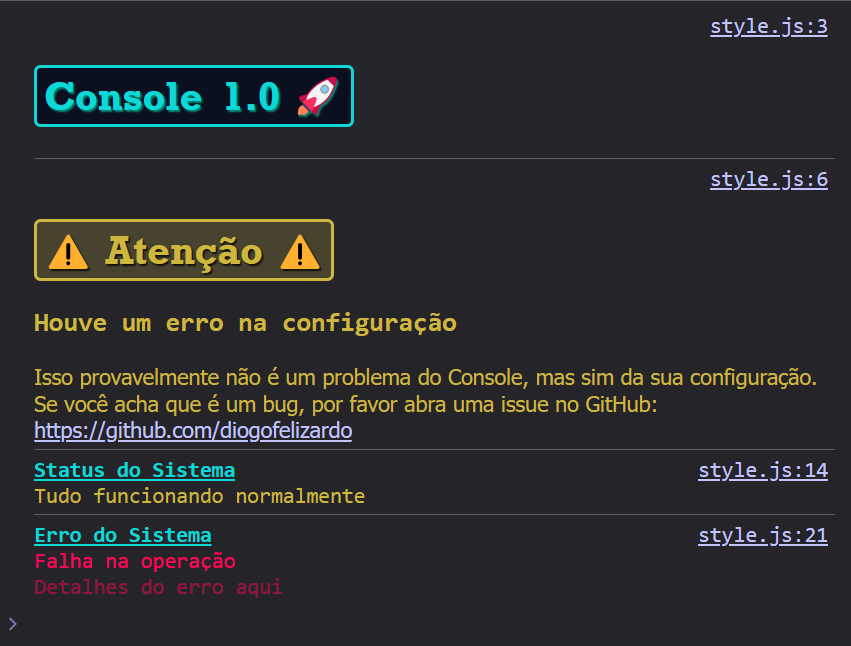 style.js:3
Console 1.0 🚀
style.js:6
⚠️ Atenção ⚠️
Houve um erro na configuração
Isso provavelmente não é um problema do Console, mas sim da sua configuração.
Se você acha que é um bug, por favor abra uma issue no GitHub:
https://github.com/diogofelizardo
Status do Sistema style.js:14
Tudo funcionando normalmente
Erro do Sistema style.js:21
Falha na operação
Detalhes do erro aqui